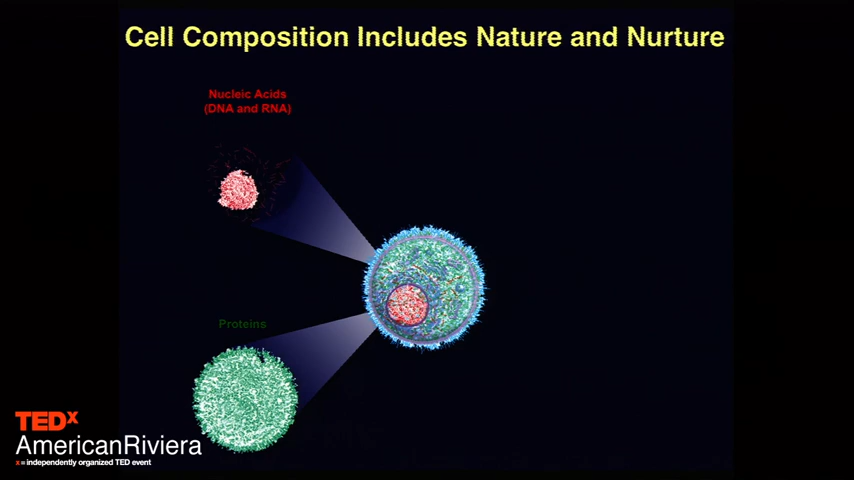 Cell Composition Includes Nature and Nurture
Nucleic Acids
(DNA and RNA)
Proteins
TEDx
AmericanRiviera
x = independently organized TED event